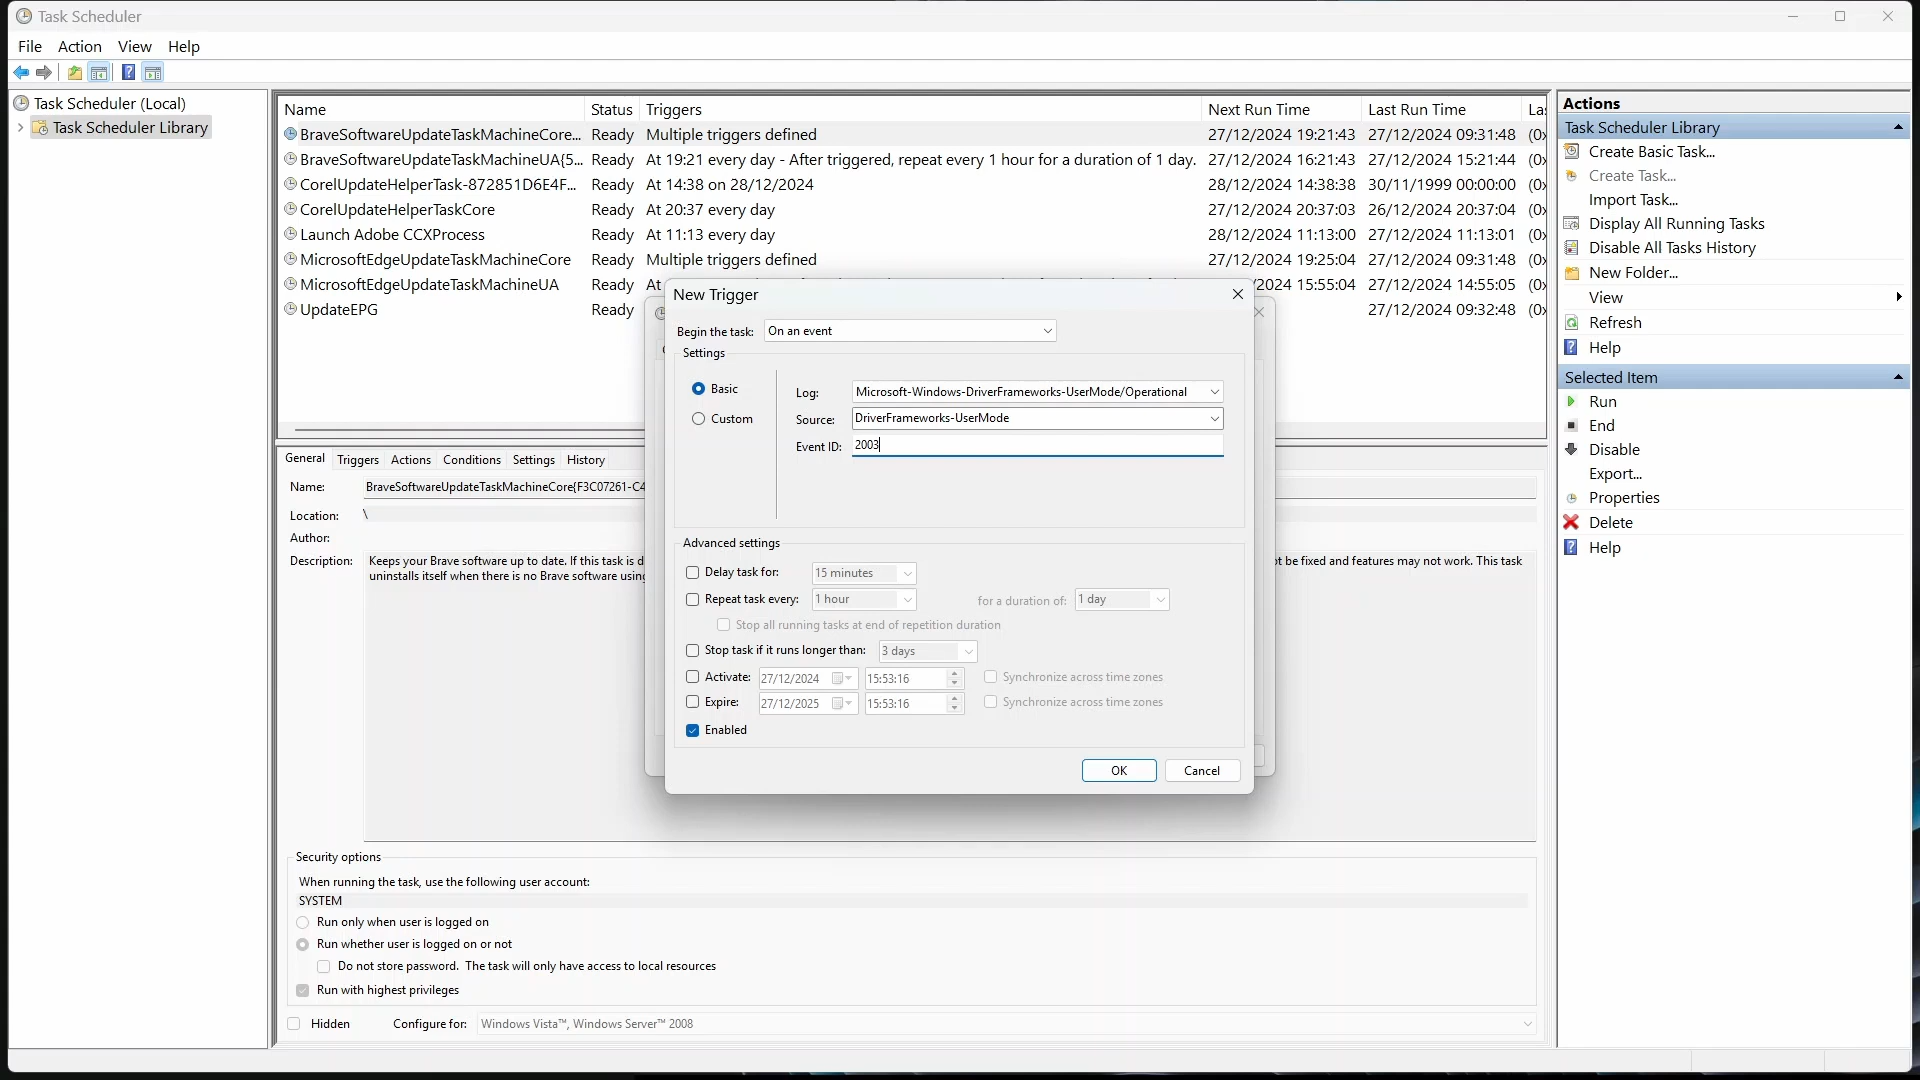 Task Scheduler
File Action View Help
Task Scheduler (Local)
Task Scheduler Library
Name Status Triggers Next Run Time Last Run Time Las
BraveSoftwareUpdateTaskMachineCore... Ready Multiple triggers defined 27/12/2024 19:21:43 27/12/2024 09:31:48 (0x
BraveSoftwareUpdateTaskMachineUA{5... Ready At 19:21 every day - After triggered, repeat every 1 hour for a duration of 1 day. 27/12/2024 16:21:43 27/12/2024 15:21:44 (0x
CorelUpdateHelperTask-872851D6E4F... Ready At 14:38 on 28/12/2024 28/12/2024 14:38:38 30/11/1999 00:00:00 (0x
CorelUpdateHelperTaskCore Ready At 20:37 every day 27/12/2024 20:37:03 26/12/2024 20:37:04 (0x
Launch Adobe CCXProcess Ready At 11:13 every day 28/12/2024 11:13:00 27/12/2024 11:13:01 (0x
MicrosoftEdgeUpdateTaskMachineCore Ready Multiple triggers defined 27/12/2024 19:25:04 27/12/2024 09:31:48 (0x
MicrosoftEdgeUpdateTaskMachineUA Ready At 15:55:04 27/12/2024 14:55:05 (0x
UpdateEPG Ready 27/12/2024 09:32:48 (0x
New Trigger
Begin the task: On an event
Settings
Basic
Custom
Log: Microsoft-Windows-DriverFrameworks-UserMode/Operational
Source: DriverFrameworks-UserMode
Event ID: 2003
Advanced settings
Delay task for: 15 minutes
Repeat task every: 1 hour for a duration of: 1 day
Stop all running tasks at end of repetition duration
Stop task if it runs longer than: 3 days
Activate: 27/12/2024 15:53:16 Synchronize across time zones
Expire: 27/12/2025 15:53:16 Synchronize across time zones
Enabled
OK Cancel
General Triggers Actions Conditions Settings History
Name: BraveSoftwareUpdateTaskMachineCore{F3C07261-C4
Location: \
Author:
Description: Keeps your Brave software up to date. If this task is d t be fixed and features may not work. This task
uninstalls itself when there is no Brave software using
Security options
When running the task, use the following user account:
SYSTEM
Run only when user is logged on
Run whether user is logged on or not
Do not store password. The task will only have access to local resources
Run with highest privileges
Hidden Configure for: Windows Vista™, Windows Server™ 2008
Actions
Task Scheduler Library
Create Basic Task...
Create Task...
Import Task...
Display All Running Tasks
Disable All Tasks History
New Folder...
View
Refresh
Help
Selected Item
Run
End
Disable
Export...
Properties
Delete
Help